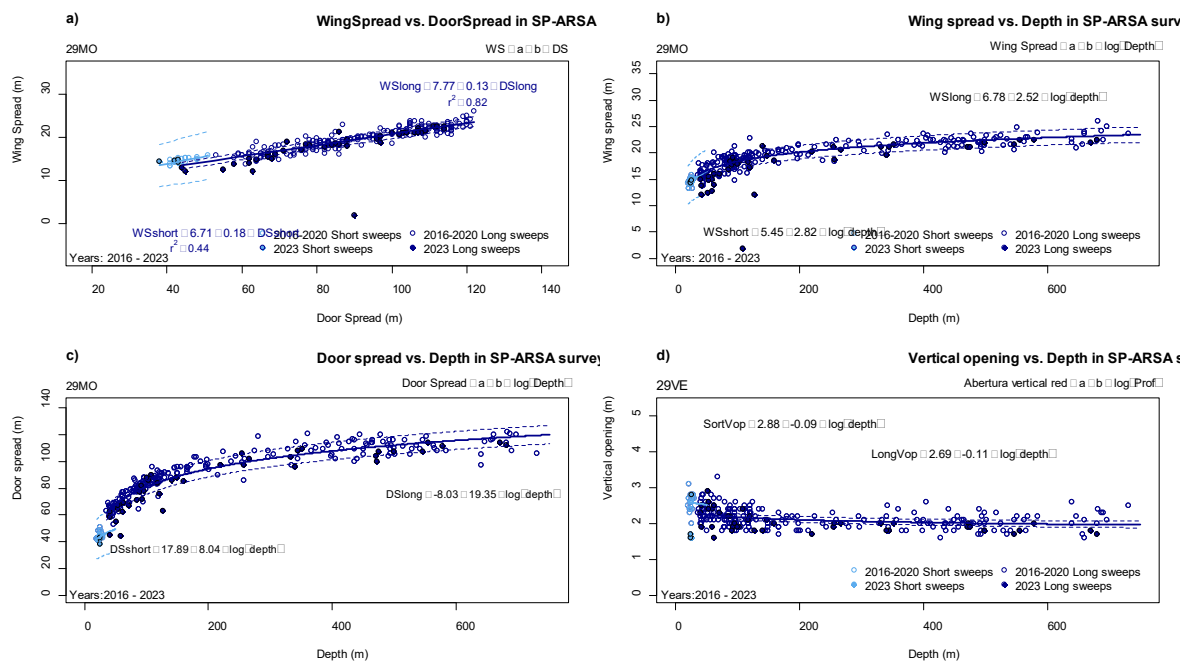 a) WingSpread vs. DoorSpread in SP-ARSA
29MO
WS □ a □ b □ DS
WSlong □ 7.77 □ 0.13 □ DSlong
r² □ 0.82
WSshort □ 6.71 □ 0.18 □ DSshort
r² □ 0.44
2016-2020 Short sweeps
2023 Short sweeps
2016-2020 Long sweeps
2023 Long sweeps
Years: 2016 - 2023
Wing Spread (m)
0 10 20 30
20 40 60 80 100 120 140
Door Spread (m)
b) Wing spread vs. Depth in SP-ARSA surv
29MO
Wing Spread □ a □ b □ log□Depth□
WSlong □ 6.78 □ 2.52 □ log□depth□
WSshort □ 5.45 □ 2.82 □ log□depth□
2016-2020 Short sweeps
2023 Short sweeps
2016-2020 Long sweeps
2023 Long sweeps
Years: 2016 - 2023
Wing Spread (m)
0 5 10 15 20 25 30 35
0 200 400 600
Depth (m)
c) Door spread vs. Depth in SP-ARSA survey
29MO
Door Spread □ a □ b □ log□Depth□
DSlong □ -8.03 □ 19.35 □ log□depth□
DSshort □ 17.89 □ 8.04 □ log□depth□
Years:2016 - 2023
Door spread (m)
0 20 40 60 80 100 120 140
0 200 400 600
Depth (m)
d) Vertical opening vs. Depth in SP-ARSA s
29VE
Abertura vertical red □ a □ b □ log□Prof□
SortVop □ 2.88 □ -0.09 □ log□depth□
LongVop □ 2.69 □ -0.11 □ log□depth□
2016-2020 Short sweeps
2023 Short sweeps
2016-2020 Long sweeps
2023 Long sweeps
Years:2016 - 2023
Vertical opening (m)
0 1 2 3 4 5
0 200 400 600
Depth (m)